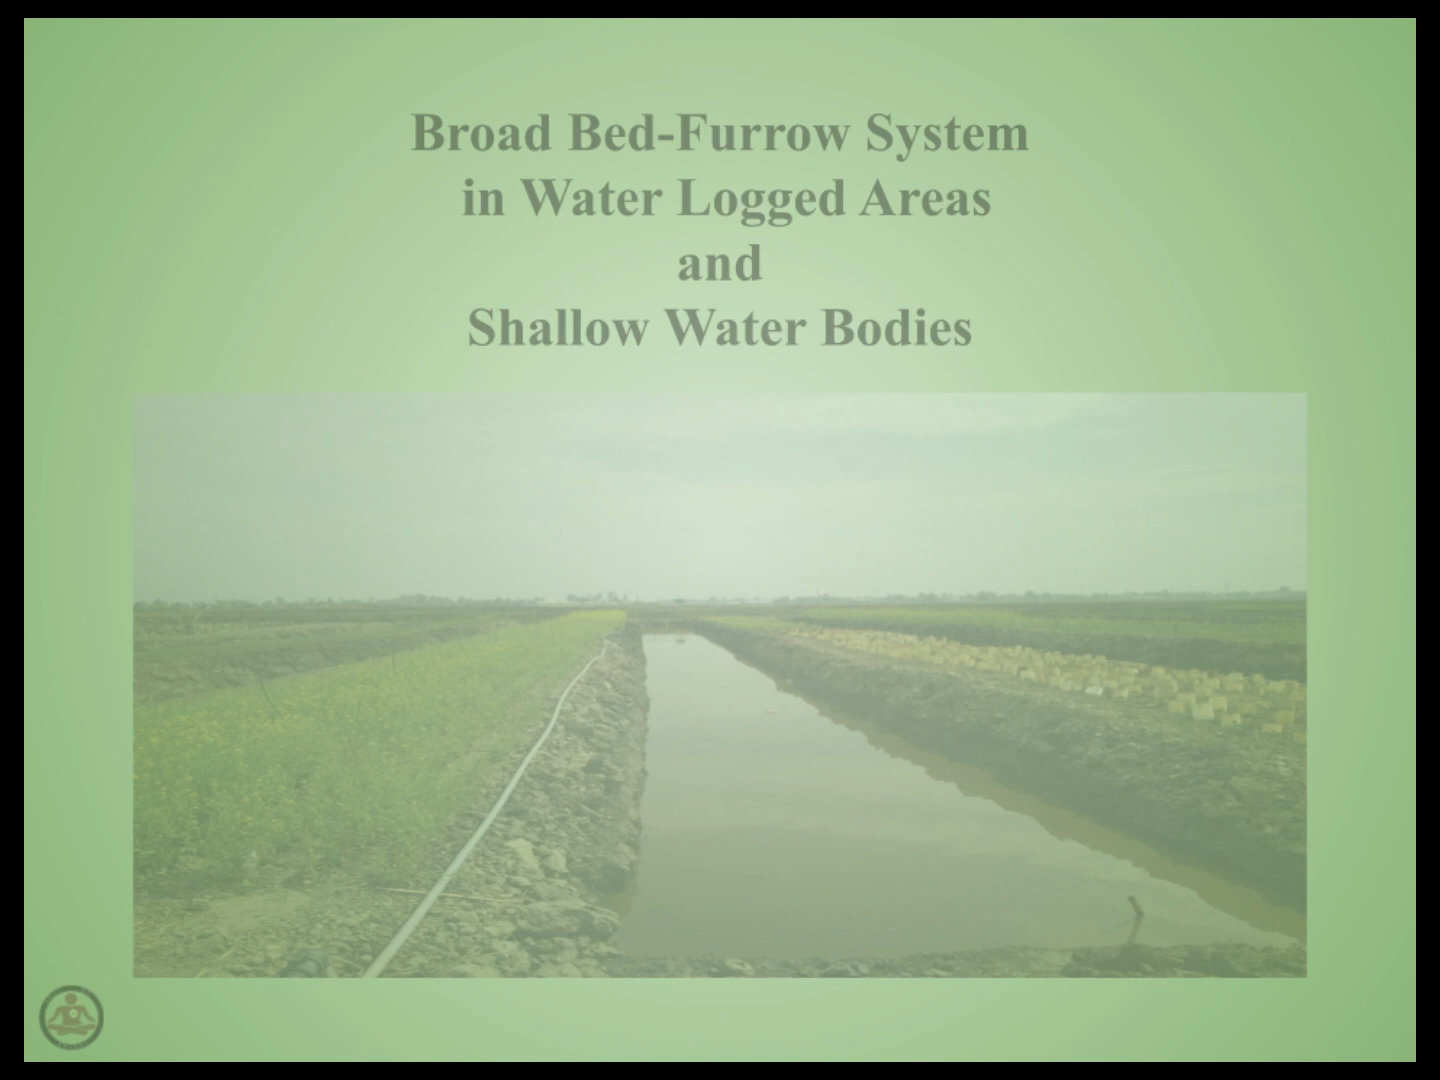 Broad Bed-Furrow System
in Water Logged Areas
and
Shallow Water Bodies